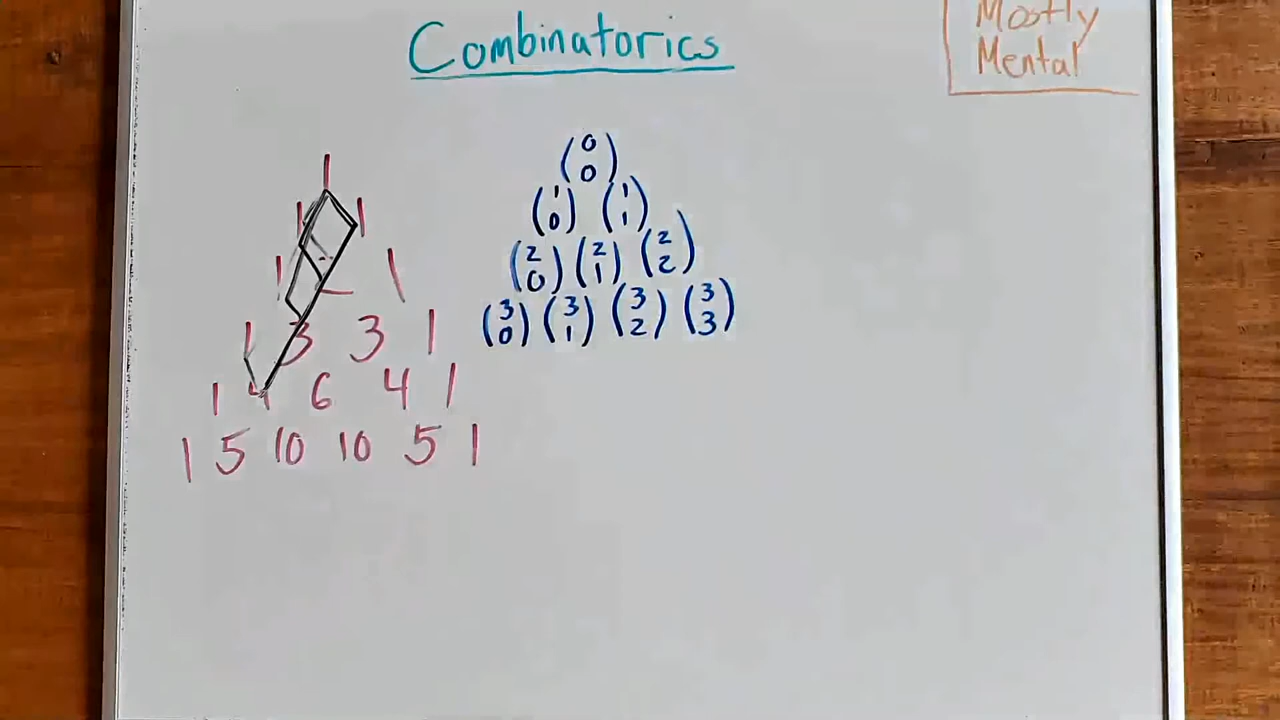 Combinatorics
Mostly
Mental
1
1 1
1 2 1
1 3 3 1
1 4 6 4 1
1 5 10 10 5 1
(0 0)
(1 0) (1 1)
(2 0) (2 1) (2 2)
(3 0) (3 1) (3 2) (3 3)